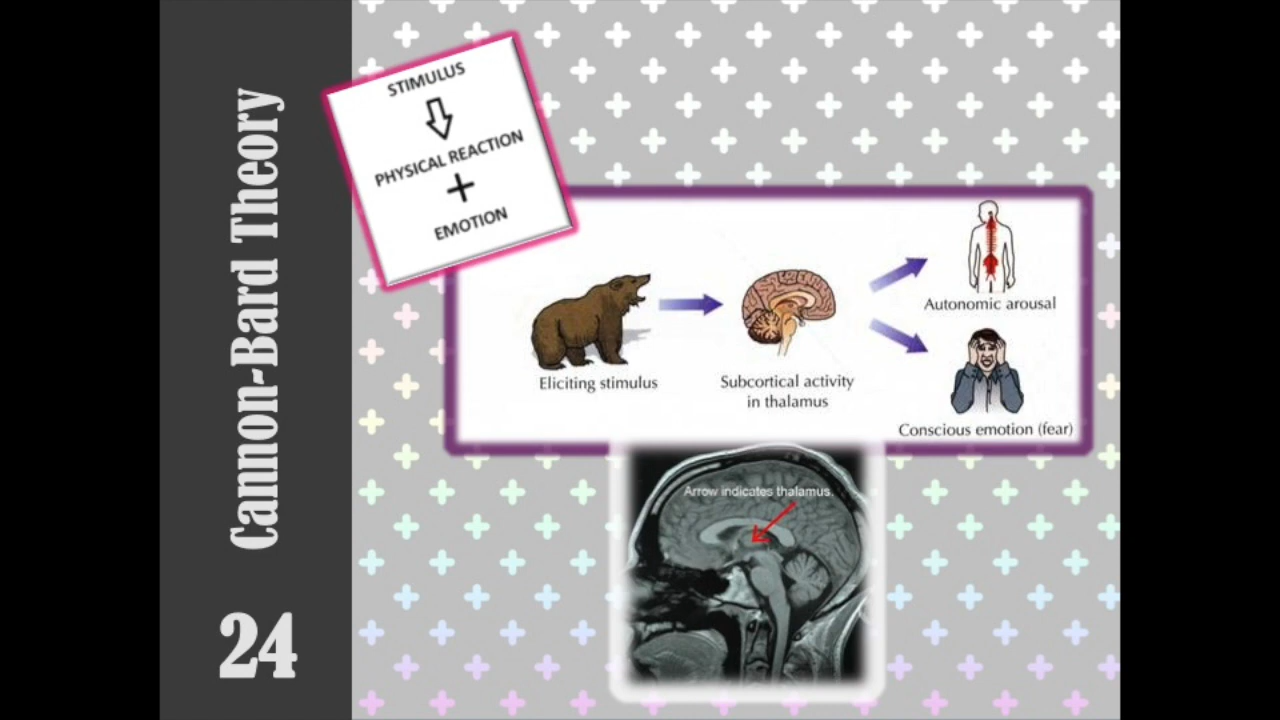 Cannon-Bard Theory
24
STIMULUS
PHYSICAL REACTION
+
EMOTION
Eliciting stimulus
Subcortical activity
in thalamus
Autonomic arousal
Conscious emotion (fear)
Arrow indicates thalamus.